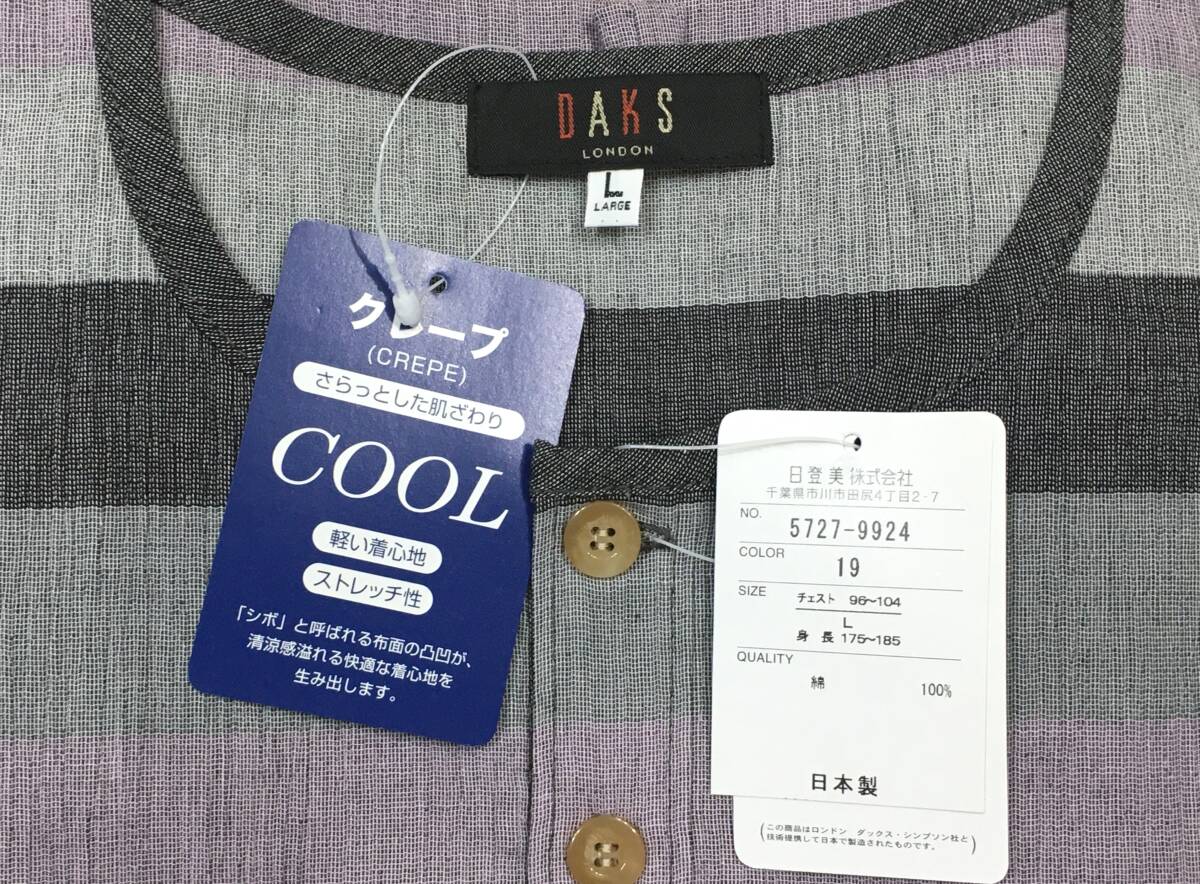 DAKS
LONDON
L
LARGE
クレープ
(CREPE)
さらっとした肌ざわり
COOL
軽い着心地
ストレッチ性
「シボ」と呼ばれる布面の凸凹が、
清涼感溢れる快適な着心地を
生み出します。
日登美株式会社
千葉県市川市田尻4丁目2-7
NO. 5727-9924
COLOR 19
SIZE チェスト 96~104
L
身長 175~185
QUALITY
綿 100%
日本製
(この商品はロンドン ダックス・シンプソン社と
技術提携して日本で製造されたものです。)